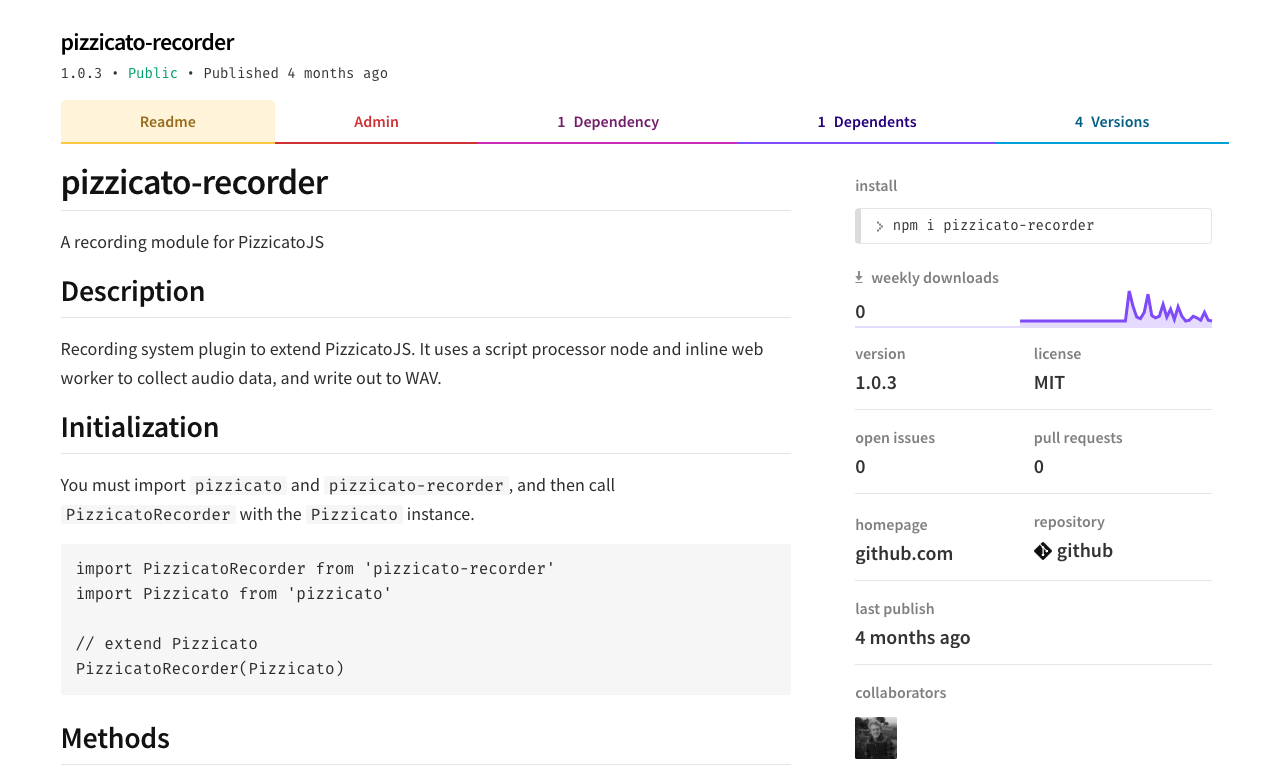 pizzicato-recorder
1.0.3 • Public • Published 4 months ago
Readme
Admin
1 Dependency
1 Dependents
4 Versions
pizzicato-recorder
A recording module for PizzicatoJS
Description
Recording system plugin to extend PizzicatoJS. It uses a script processor node and inline web
worker to collect audio data, and write out to WAV.
Initialization
You must import pizzicato and pizzicato-recorder, and then call
PizzicatoRecorder with the Pizzicato instance.
import PizzicatoRecorder from 'pizzicato-recorder'
import Pizzicato from 'pizzicato'
// extend Pizzicato
PizzicatoRecorder(Pizzicato)
Methods
install
npm i pizzicato-recorder
weekly downloads
0
version
1.0.3
license
MIT
open issues
0
pull requests
0
homepage
github.com
repository
github
last publish
4 months ago
collaborators